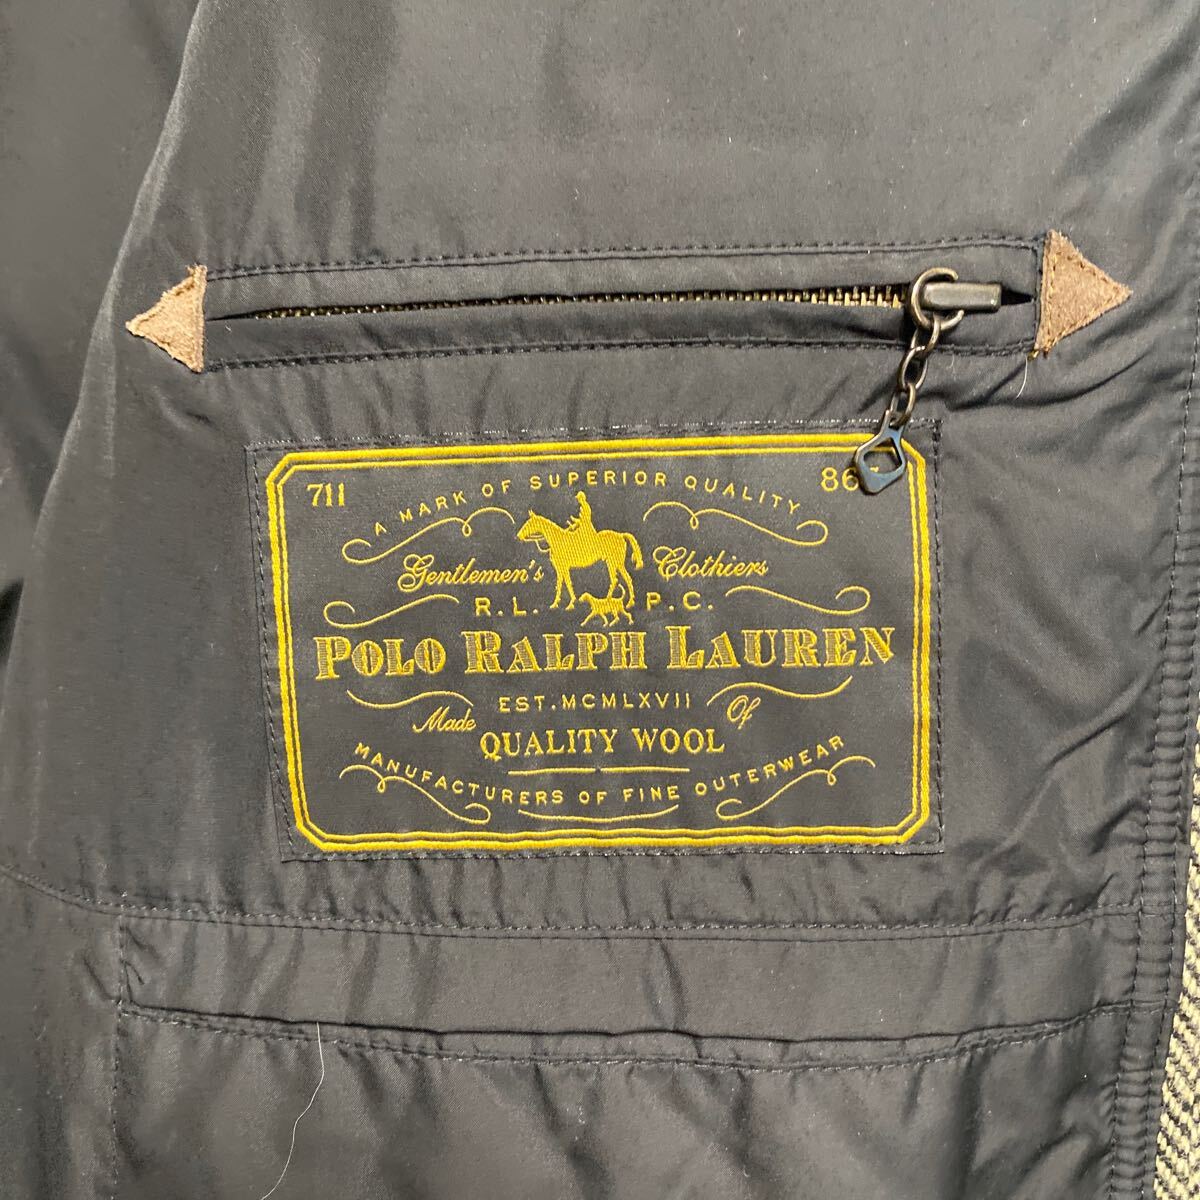 711
A MARK OF SUPERIOR QUALITY
Gentlemen's Clothiers
R.L. P.C.
POLO RALPH LAUREN
EST. MCMLXVII
Made Of
QUALITY WOOL
MANUFACTURERS OF FINE OUTERWEAR